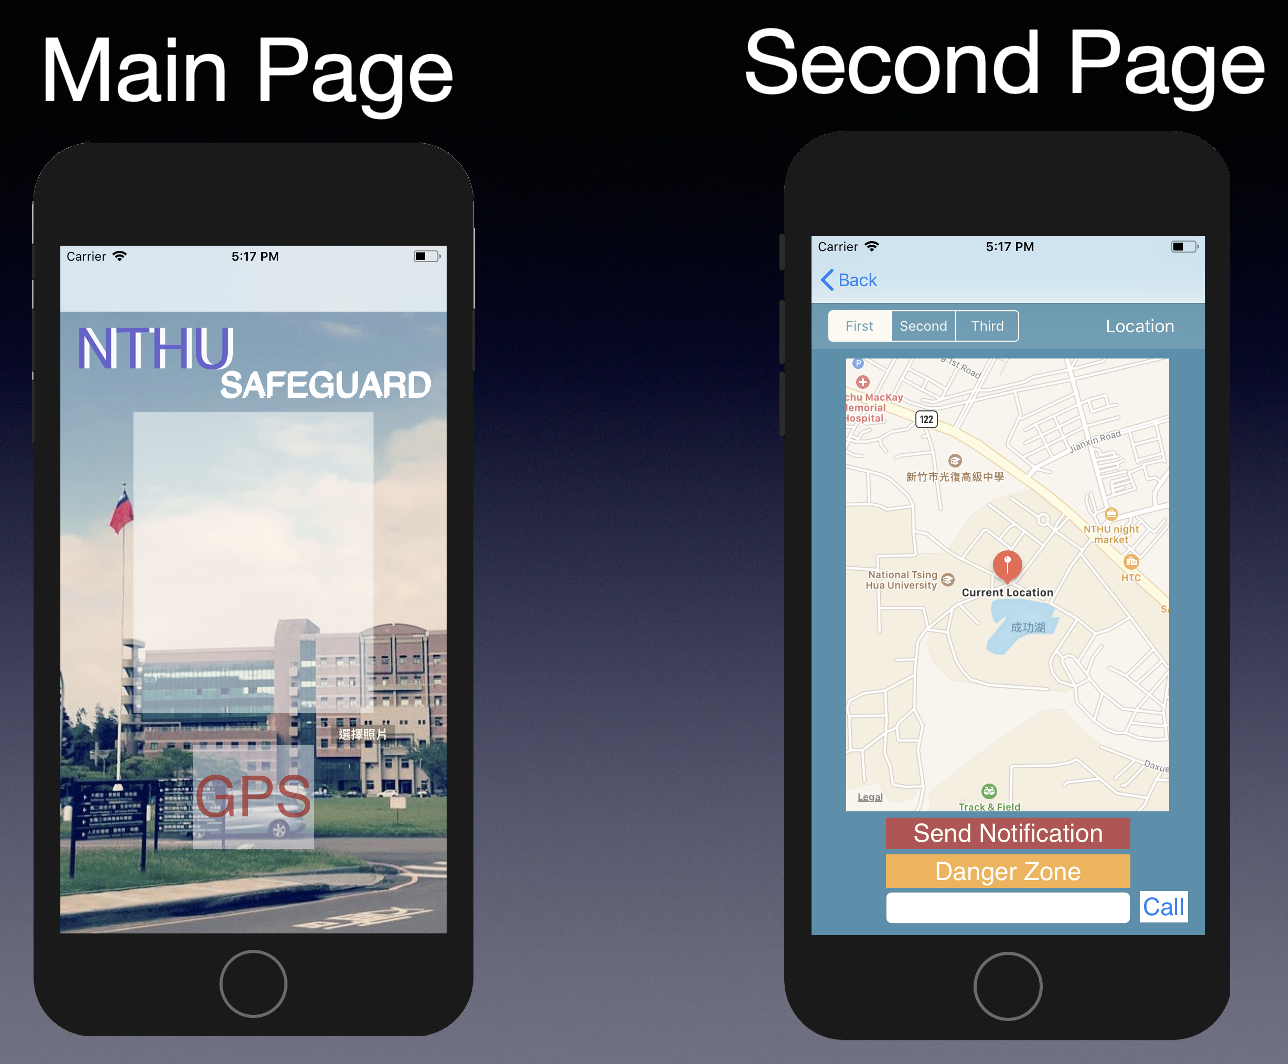 Main Page
Second Page
Carrier
5:17 PM
NTHU
SAFEGUARD
選擇照片
GPS
Carrier
5:17 PM
Back
First
Second
Third
Location
g 1st Road
P
chu MacKay
emorial
Hospital
122
Jianxin Road
新竹市光復高級中學
NTHU night
market
HTC
National Tsing
Hua University
Current Location
成功湖
Daxue
Legal
Track & Field
Send Notification
Danger Zone
Call